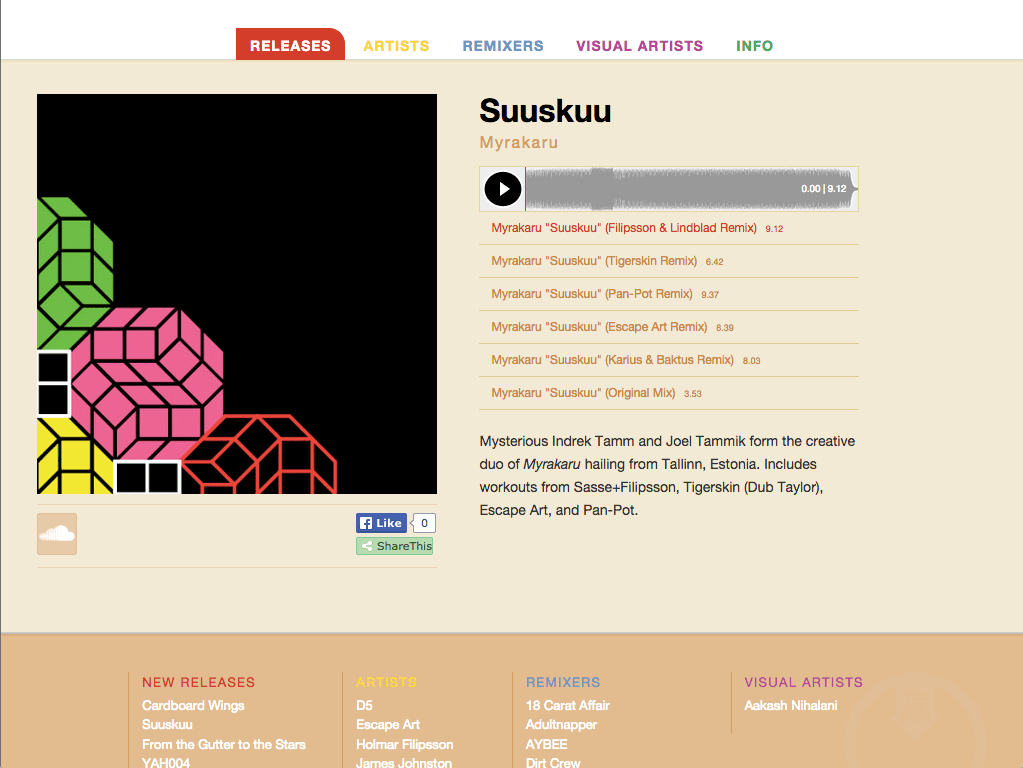 RELEASES ARTISTS REMIXERS VISUAL ARTISTS INFO
Suuskuu
Myrakaru
0.00 | 9.12
Myrakaru "Suuskuu" (Filipsson & Lindblad Remix) 9.12
Myrakaru "Suuskuu" (Tigerskin Remix) 6.42
Myrakaru "Suuskuu" (Pan-Pot Remix) 9.37
Myrakaru "Suuskuu" (Escape Art Remix) 8.39
Myrakaru "Suuskuu" (Karius & Baktus Remix) 8.03
Myrakaru "Suuskuu" (Original Mix) 3.53
Mysterious Indrek Tamm and Joel Tammik form the creative
duo of Myrakaru hailing from Tallinn, Estonia. Includes
workouts from Sasse+Filipsson, Tigerskin (Dub Taylor),
Escape Art, and Pan-Pot.
Like 0
ShareThis
NEW RELEASES
Cardboard Wings
Suuskuu
From the Gutter to the Stars
YAH004
ARTISTS
D5
Escape Art
Holmar Filipsson
James Johnston
REMIXERS
18 Carat Affair
Adultnapper
AYBEE
Dirt Crew
VISUAL ARTISTS
Aakash Nihalani